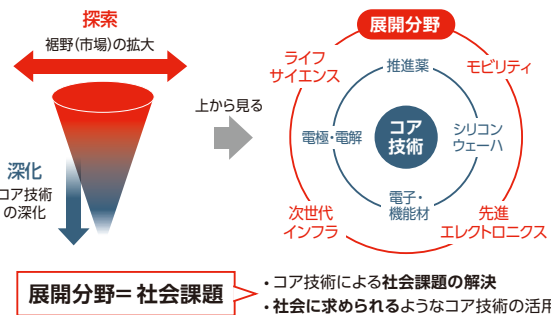 探索
裾野(市場)の拡大
深化
コア技術
の深化
上から見る
展開分野
ライフ
サイエンス
モビリティ
推進薬
電極・電解
コア
技術
シリコン
ウェーハ
電子・
機能材
次世代
インフラ
先進
エレクトロニクス
展開分野=社会課題
・コア技術による社会課題の解決
・社会に求められるようなコア技術の活用